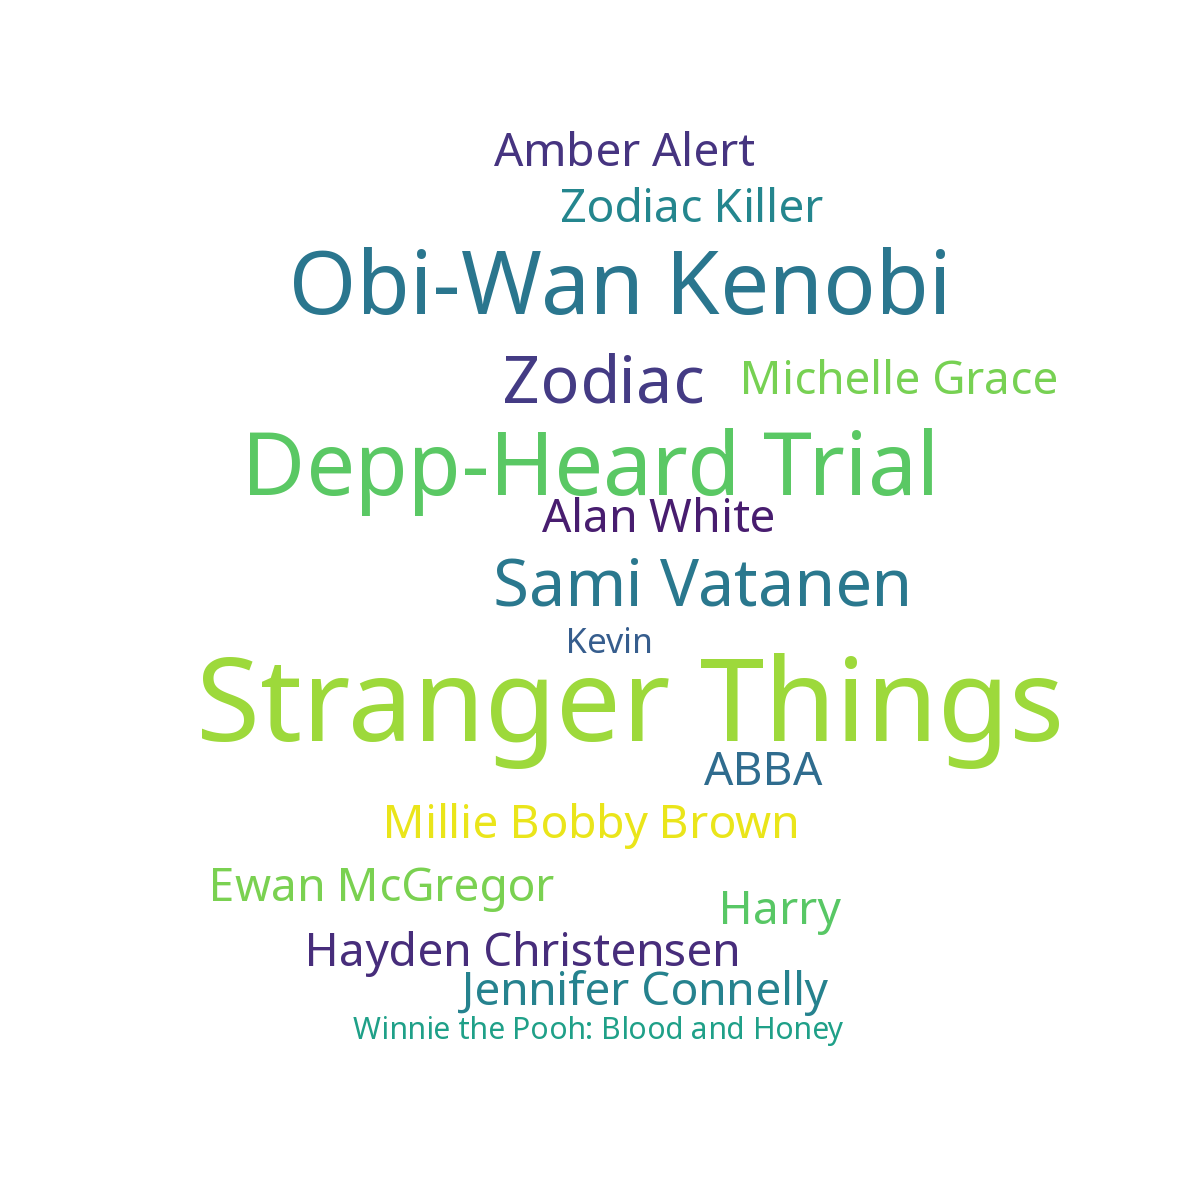 Amber Alert
Zodiac Killer
Obi-Wan Kenobi
Zodiac
Michelle Grace
Depp-Heard Trial
Alan White
Sami Vatanen
Kevin
Stranger Things
ABBA
Millie Bobby Brown
Ewan McGregor
Harry
Hayden Christensen
Jennifer Connelly
Winnie the Pooh: Blood and Honey